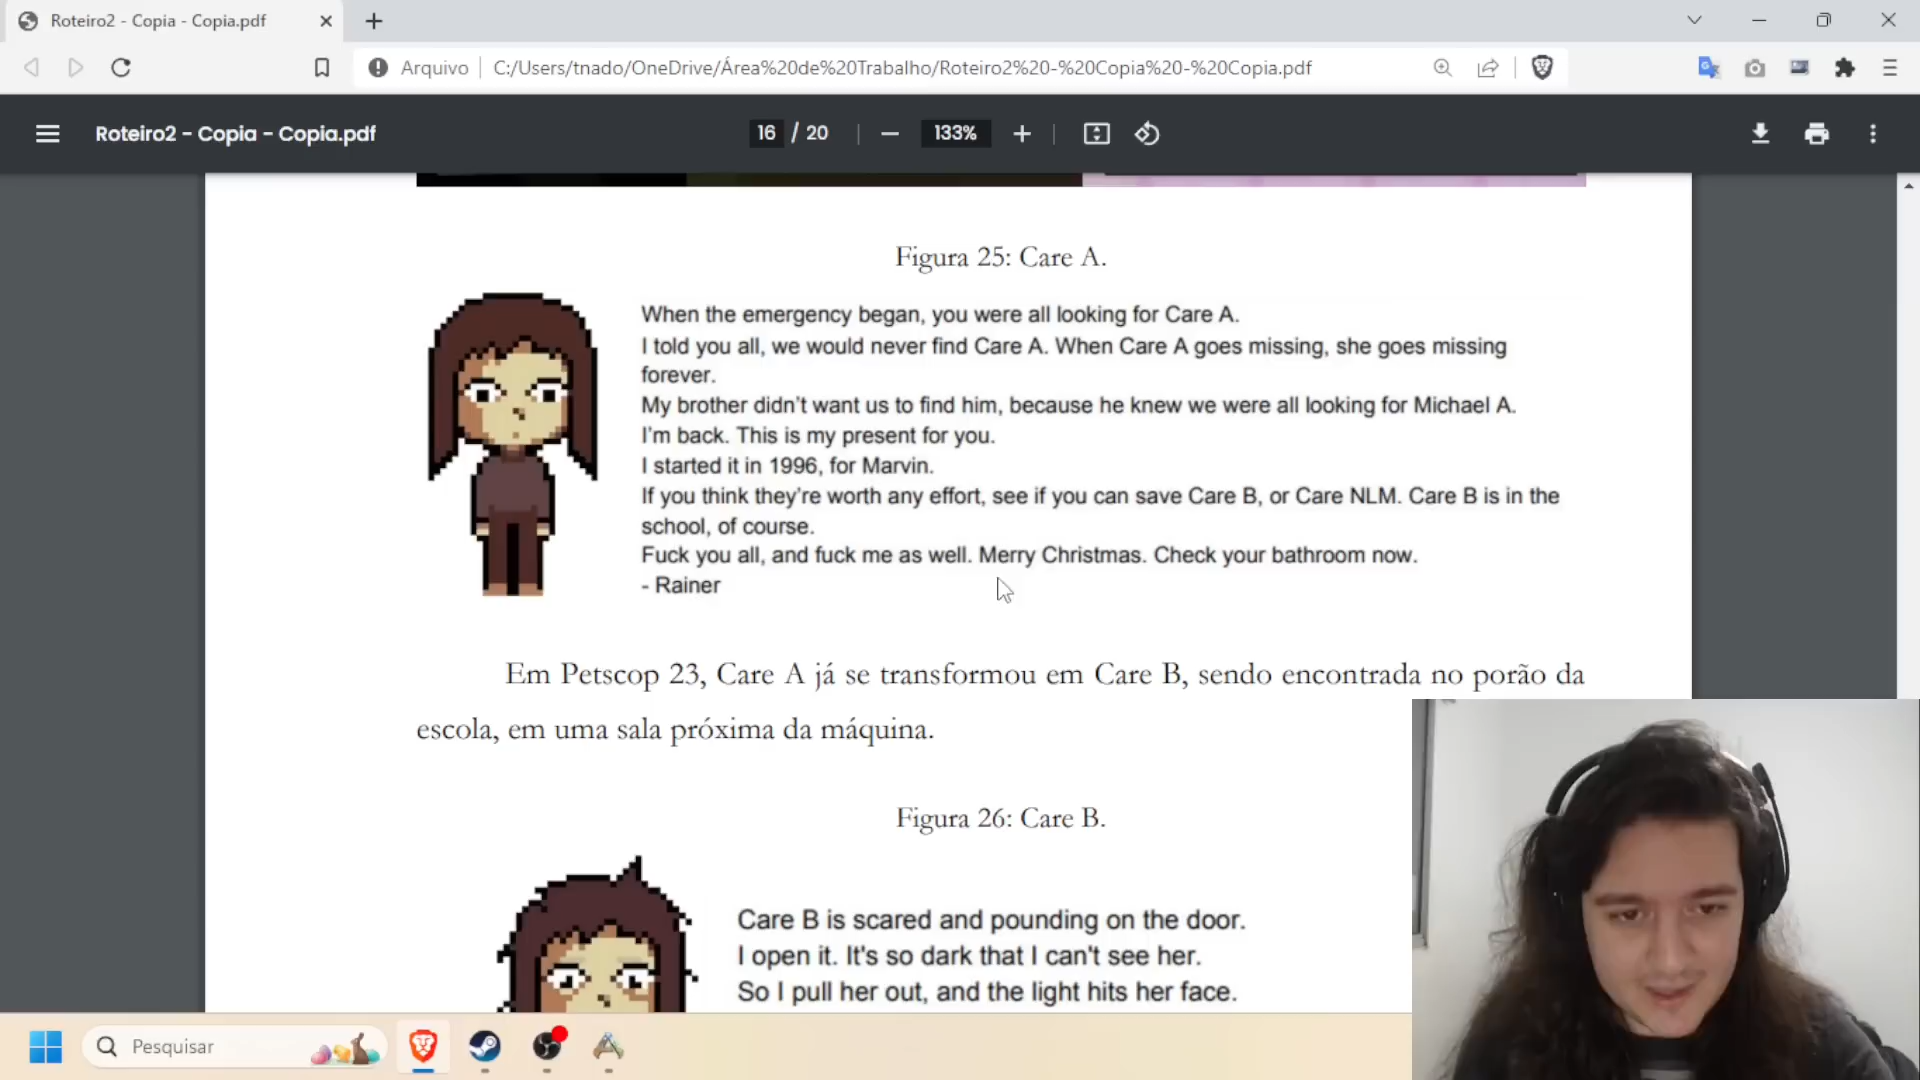 Roteiro2 - Copia - Copia.pdf
Arquivo
C:/Users/tnado/OneDrive/Área%20de%20Trabalho/Roteiro2%20-%20Copia%20-%20Copia.pdf
Roteiro2 - Copia - Copia.pdf
16 / 20
133%
Figura 25: Care A.
When the emergency began, you were all looking for Care A.
I told you all, we would never find Care A. When Care A goes missing, she goes missing
forever.
My brother didn't want us to find him, because he knew we were all looking for Michael A.
I'm back. This is my present for you.
I started it in 1996, for Marvin.
If you think they're worth any effort, see if you can save Care B, or Care NLM. Care B is in the
school, of course.
Fuck you all, and fuck me as well. Merry Christmas. Check your bathroom now.
- Rainer
Em Petscop 23, Care A já se transformou em Care B, sendo encontrada no porão da
escola, em uma sala próxima da máquina.
Figura 26: Care B.
Care B is scared and pounding on the door.
I open it. It's so dark that I can't see her.
So I pull her out, and the light hits her face.
Pesquisar